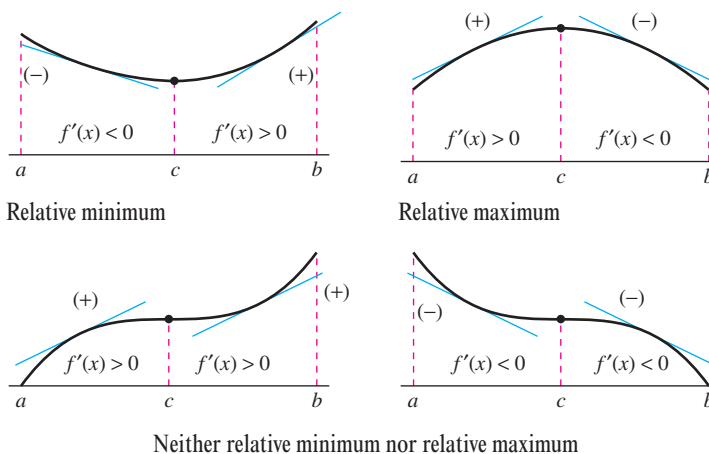 (−) (+)
f′(x) < 0 f′(x) > 0
a c b
Relative minimum
(+) (−)
f′(x) > 0 f′(x) < 0
a c b
Relative maximum
(+) (+)
f′(x) > 0 f′(x) > 0
a c b
(−) (−)
f′(x) < 0 f′(x) < 0
a c b
Neither relative minimum nor relative maximum